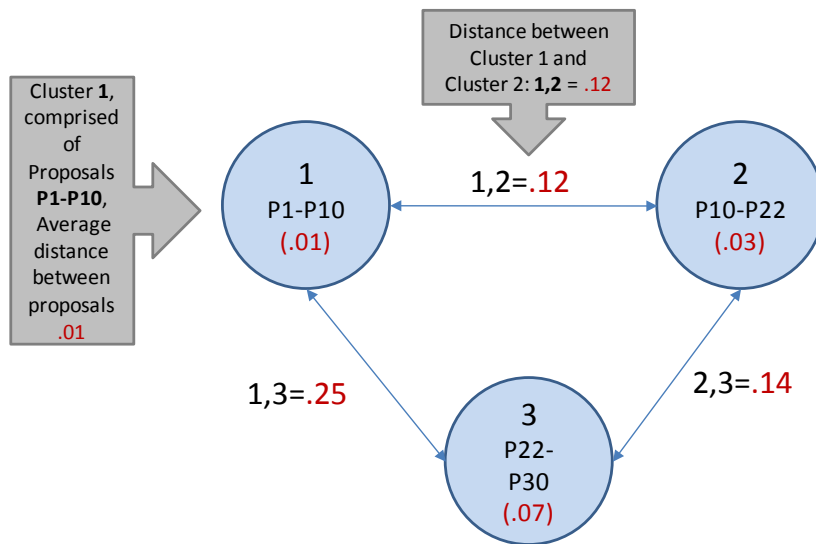 Distance between
Cluster 1 and
Cluster 2: 1,2 = .12
Cluster 1,
comprised
of
Proposals
P1-P10,
Average
distance
between
proposals
.01
1
P1-P10
(.01)
1,2=.12
2
P10-P22
(.03)
1,3=.25
2,3=.14
3
P22-
P30
(.07)